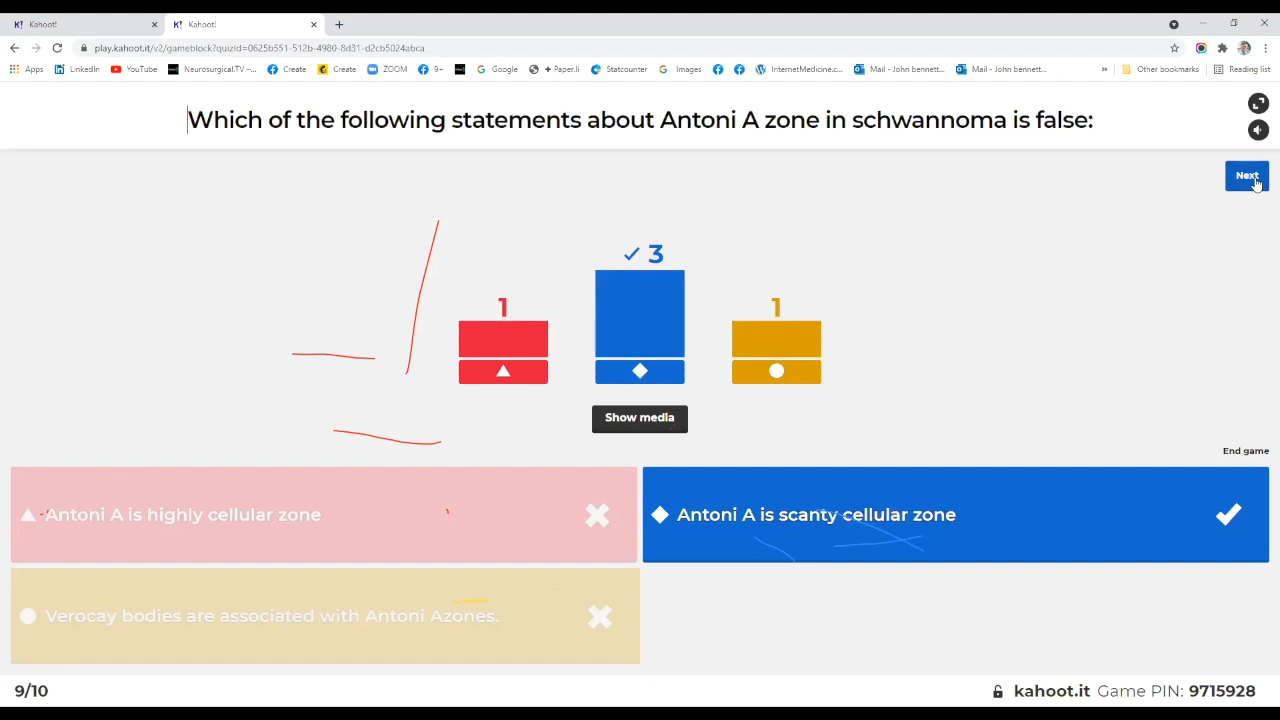 K! Kahoot!
K! Kahoot!
play.kahoot.it/v2/gameblock?quizId=0625b551-512b-4980-8d31-d2cb5024abca
Apps LinkedIn YouTube Neurosurgical.TV –... Create Create ZOOM 9+ Google + Paper.li Statcounter Images InternetMedicine.c... Mail - John bennett... Mail - John bennett... » Other bookmarks Reading list
Which of the following statements about Antoni A zone in schwannoma is false:
Next
1 3 1
Show media
End game
Antoni A is highly cellular zone
Antoni A is scanty cellular zone
Verocay bodies are associated with Antoni Azones.
9/10
kahoot.it Game PIN: 9715928